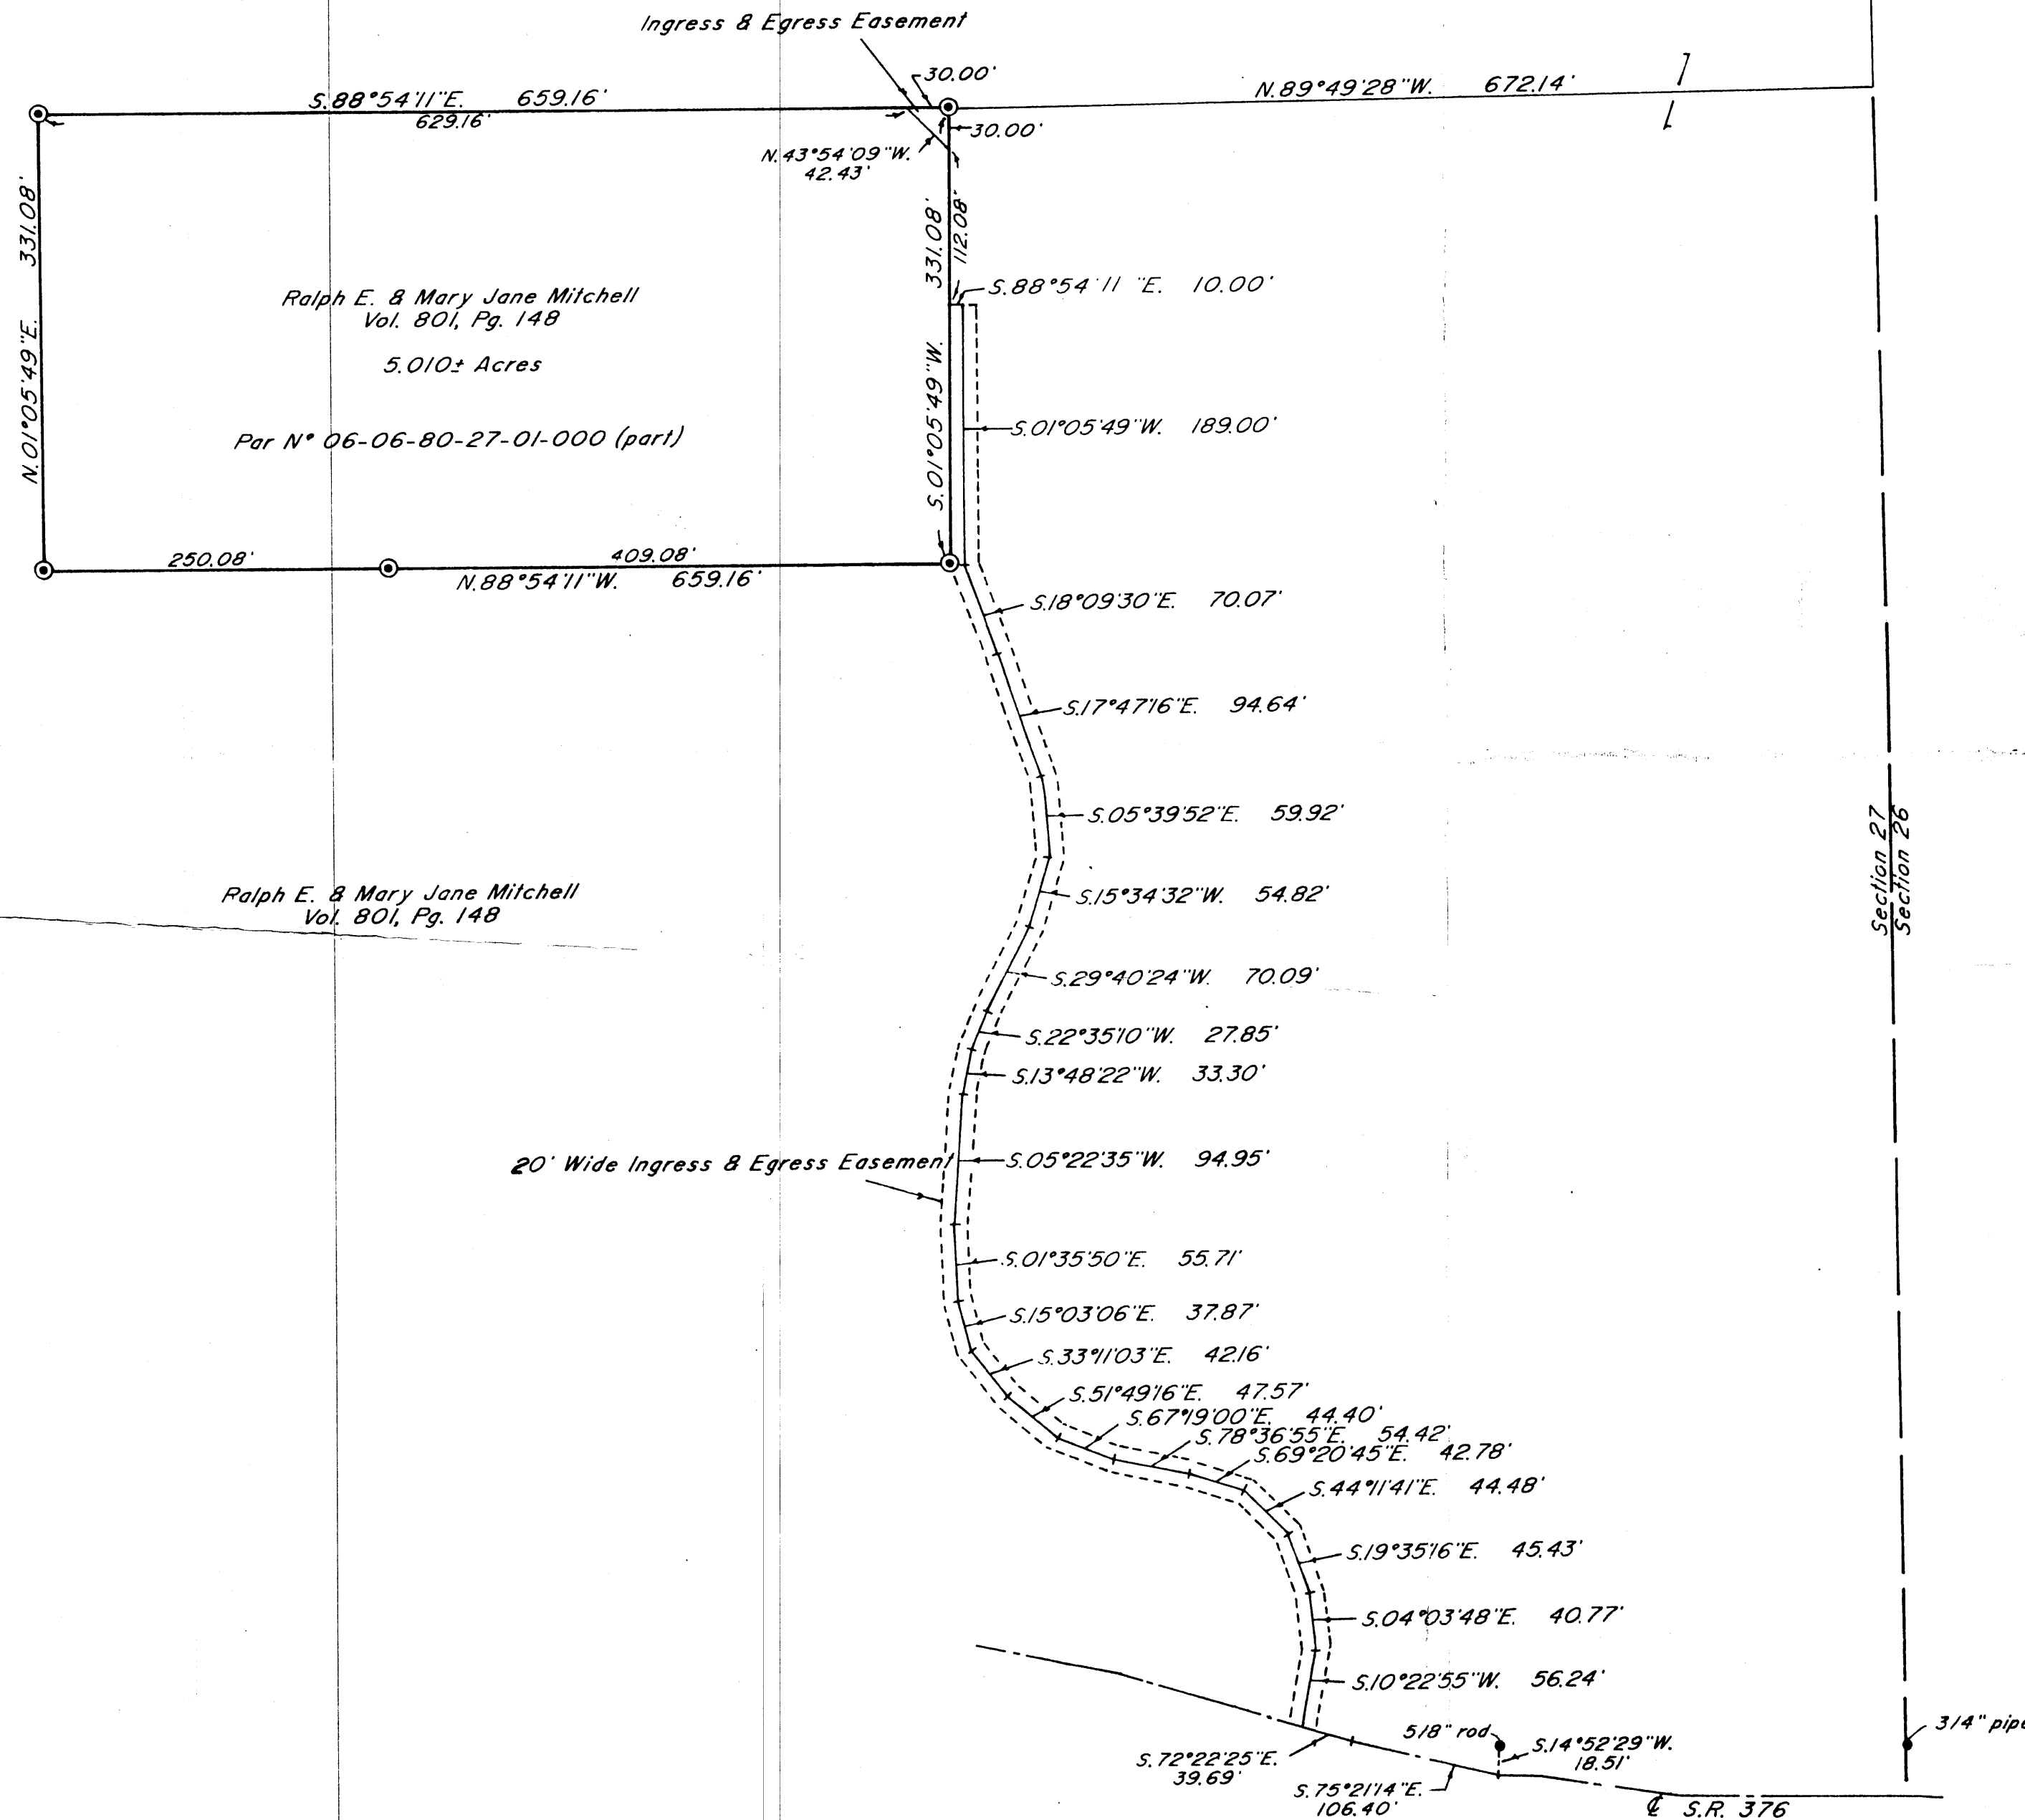 Ingress & Egress Easement
30.00'
S.88°54'11"E. 659.16'
629.16'
N.89°49'28"W. 672.14'
30.00'
N.43°54'09"W.
42.43'
N.01°05'49"E. 331.08'
S.01°05'49"W. 331.08'
112.08'
S.88°54'11"E. 10.00'
Ralph E. & Mary Jane Mitchell
Vol. 801, Pg. 148
5.010± Acres
Par N° 06-06-80-27-01-000 (part)
S.01°05'49"W. 189.00'
250.08'
409.08'
N.88°54'11"W. 659.16'
S.18°09'30"E. 70.07'
S.17°47'16"E. 94.64'
S.05°39'52"E. 59.92'
Section 27
Section 26
Ralph E. & Mary Jane Mitchell
Vol. 801, Pg. 148
S.15°34'32"W. 54.82'
S.29°40'24"W. 70.09'
S.22°35'10"W. 27.85'
S.13°48'22"W. 33.30'
20' Wide Ingress & Egress Easement
S.05°22'35"W. 94.95'
S.01°35'50"E. 55.71'
S.15°03'06"E. 37.87'
S.33°11'03"E. 42.16'
S.51°49'16"E. 47.57'
S.67°19'00"E. 44.40'
S.78°36'55"E. 54.42'
S.69°20'45"E. 42.78'
S.44°11'41"E. 44.48'
S.19°35'16"E. 45.43'
S.04°03'48"E. 40.77'
S.10°22'55"W. 56.24'
5/8" rod
S.14°52'29"W.
18.51'
3/4" pipe
S.72°22'25"E.
39.69'
S.75°21'14"E.
106.40'
℄ S.R. 376